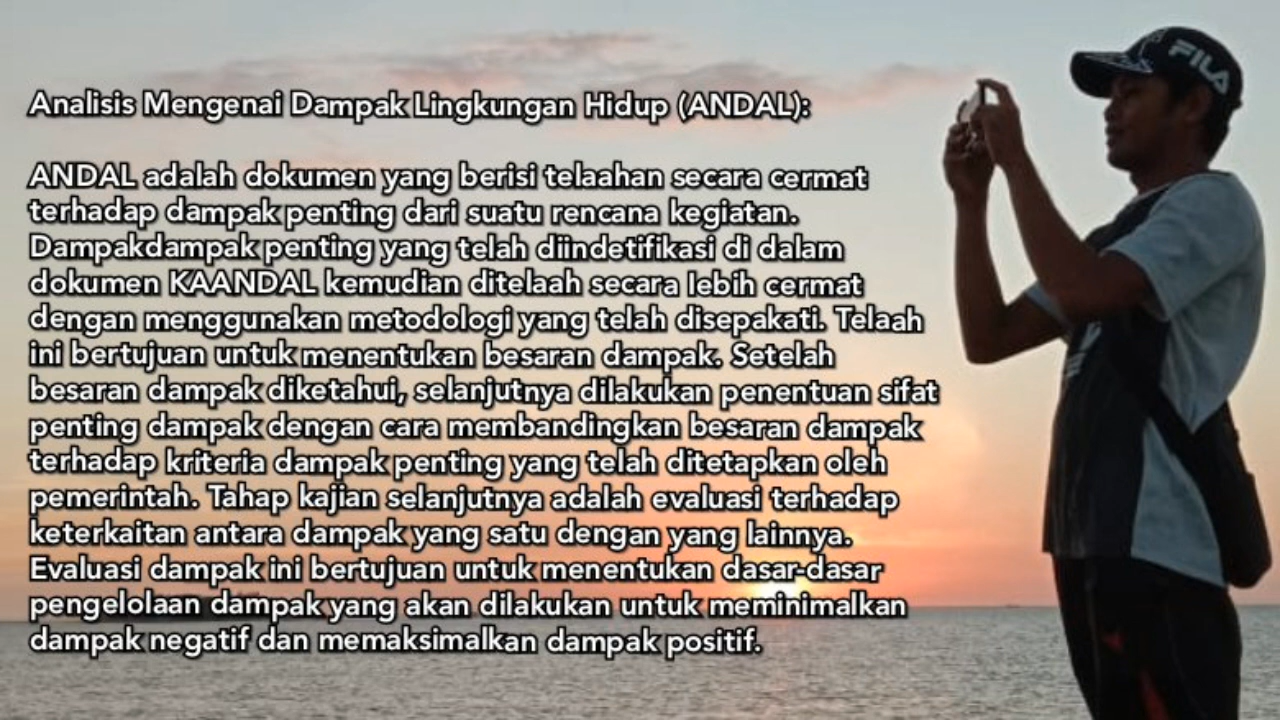 Analisis Mengenai Dampak Lingkungan Hidup (ANDAL):
ANDAL adalah dokumen yang berisi telaahan secara cermat
terhadap dampak penting dari suatu rencana kegiatan.
Dampakdampak penting yang telah diindetifikasi di dalam
dokumen KAANDAL kemudian ditelaah secara lebih cermat
dengan menggunakan metodologi yang telah disepakati. Telaah
ini bertujuan untuk menentukan besaran dampak. Setelah
besaran dampak diketahui, selanjutnya dilakukan penentuan sifat
penting dampak dengan cara membandingkan besaran dampak
terhadap kriteria dampak penting yang telah ditetapkan oleh
pemerintah. Tahap kajian selanjutnya adalah evaluasi terhadap
keterkaitan antara dampak yang satu dengan yang lainnya.
Evaluasi dampak ini bertujuan untuk menentukan dasar-dasar
pengelolaan dampak yang akan dilakukan untuk meminimalkan
dampak negatif dan memaksimalkan dampak positif.
FILA